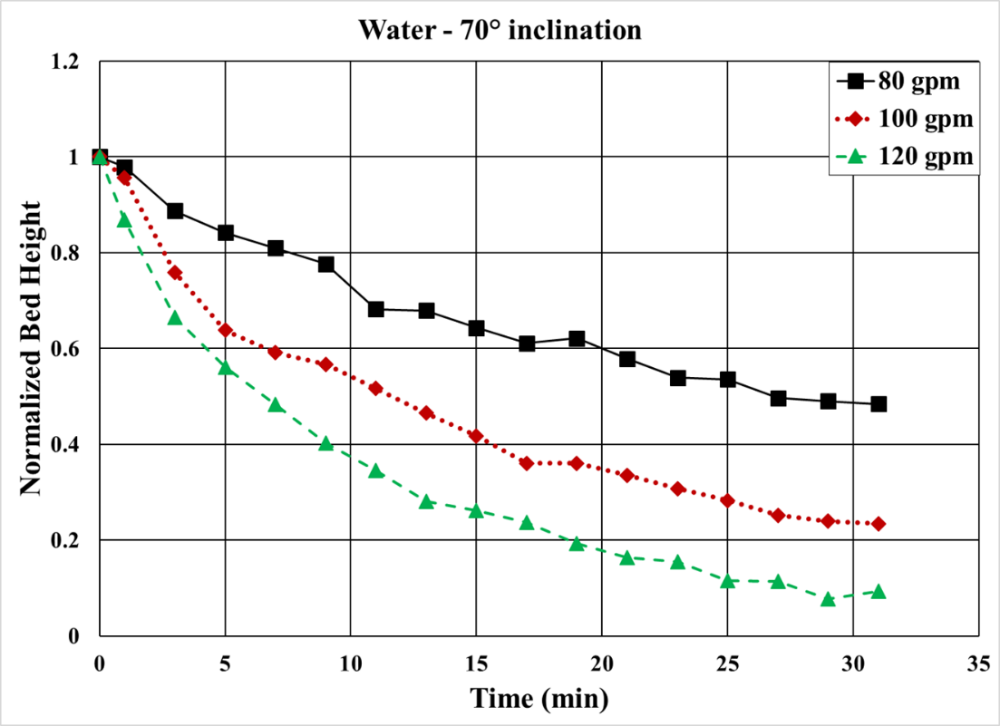 Water - 70° inclination
80 gpm
100 gpm
120 gpm
Normalized Bed Height
1.2
1
0.8
0.6
0.4
0.2
0
0 5 10 15 20 25 30 35
Time (min)